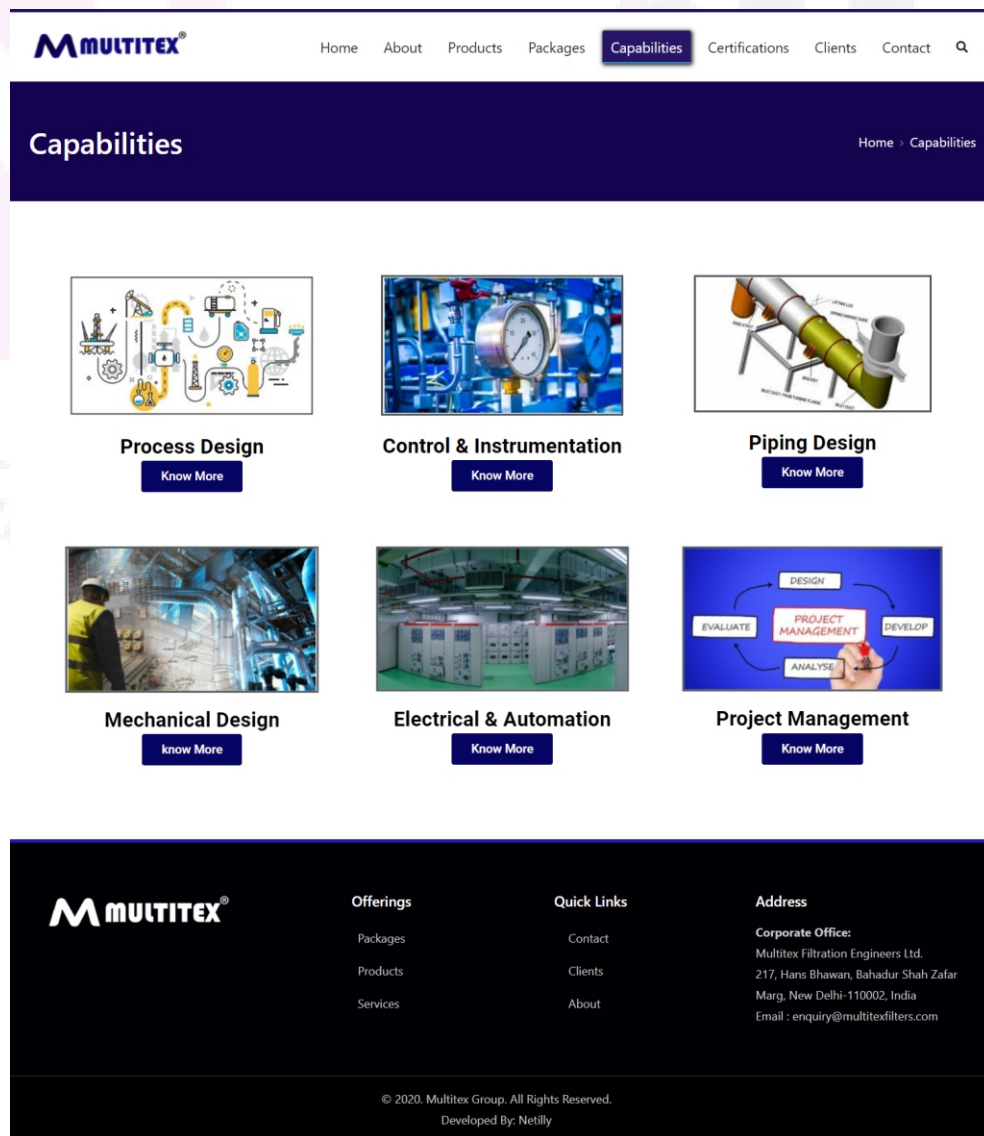 MULTITEX®
Home About Products Packages Capabilities Certifications Clients Contact
Capabilities
Home › Capabilities
LIFTING LUG
INLET DUCT
Process Design
Know More
Control & Instrumentation
Know More
Piping Design
Know More
DESIGN
EVALUATE
PROJECT
MANAGEMENT
DEVELOP
ANALYSE
Mechanical Design
know More
Electrical & Automation
Know More
Project Management
Know More
MULTITEX®
Offerings
Packages
Products
Services
Quick Links
Contact
Clients
About
Address
Corporate Office:
Multitex Filtration Engineers Ltd.
217, Hans Bhawan, Bahadur Shah Zafar
Marg, New Delhi-110002, India
Email : enquiry@multitexfilters.com
© 2020. Multitex Group. All Rights Reserved.
Developed By: Netilly